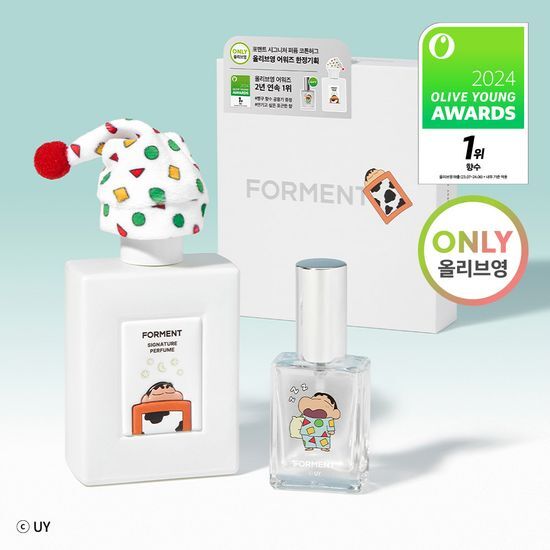 ONLY
올리브영
포맨트 시그니처 퍼퓸 코튼허그
올리브영 어워즈 한정기획
올리브영 어워즈
2년 연속 1위
2024
OLIVE YOUNG
AWARDS
1위
향수
FORMENT
ONLY
올리브영
FORMENT
SIGNATURE
PERFUME
Z Z Z
FORMENT
© UY
ⓒ UY